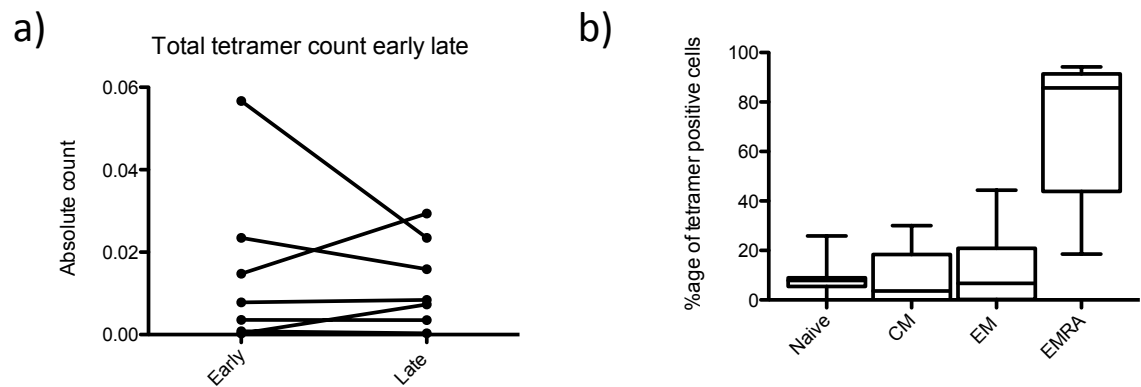 a)
Total tetramer count early late
Absolute count
0.06
0.04
0.02
0.00
Early
Late
b)
%age of tetramer positive cells
100
80
60
40
20
0
Naive
CM
EM
EMRA